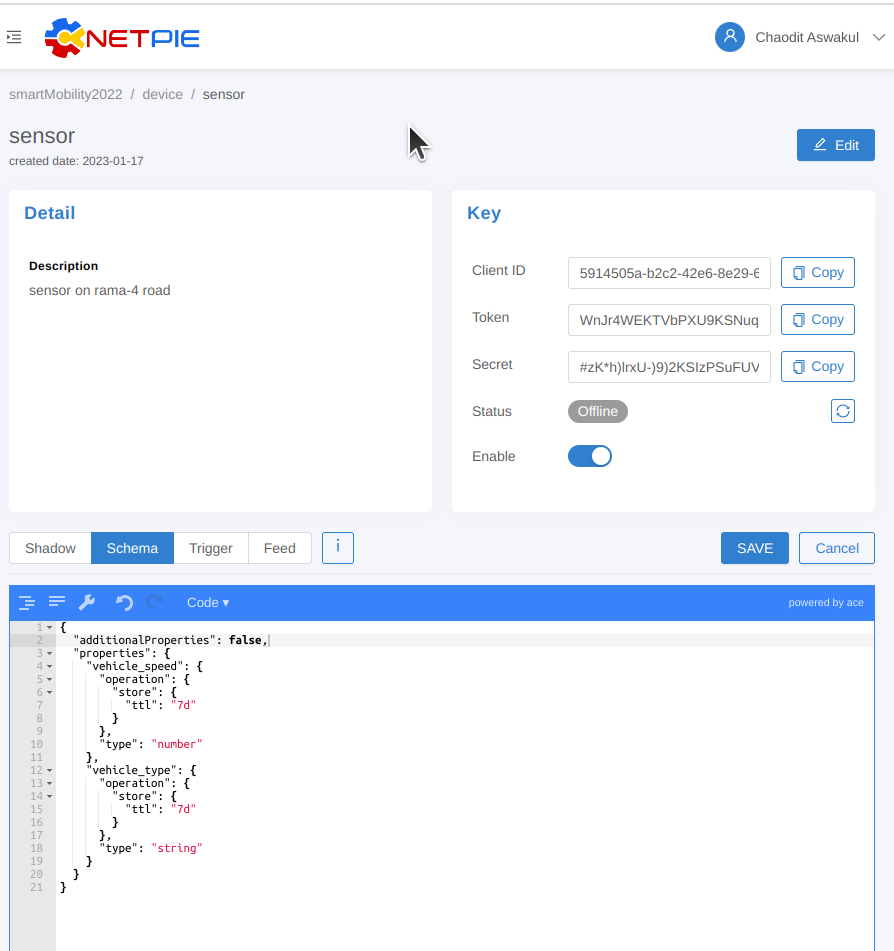 NETPIE
Chaodit Aswakul
smartMobility2022 / device / sensor
sensor
created date: 2023-01-17
Edit
Detail
Description
sensor on rama-4 road
Key
Client ID
5914505a-b2c2-42e6-8e29-6
Copy
Token
WnJr4WEKTVbPXU9KSNuq
Copy
Secret
#zK*h)lrxU-)9)2KSIzPSuFUV
Copy
Status
Offline
Enable
Shadow
Schema
Trigger
Feed
i
SAVE
Cancel
Code ▾
powered by ace
1 {
2 "additionalProperties": false,
3 "properties": {
4 "vehicle_speed": {
5 "operation": {
6 "store": {
7 "ttl": "7d"
8 }
9 },
10 "type": "number"
11 },
12 "vehicle_type": {
13 "operation": {
14 "store": {
15 "ttl": "7d"
16 }
17 },
18 "type": "string"
19 }
20 }
21 }